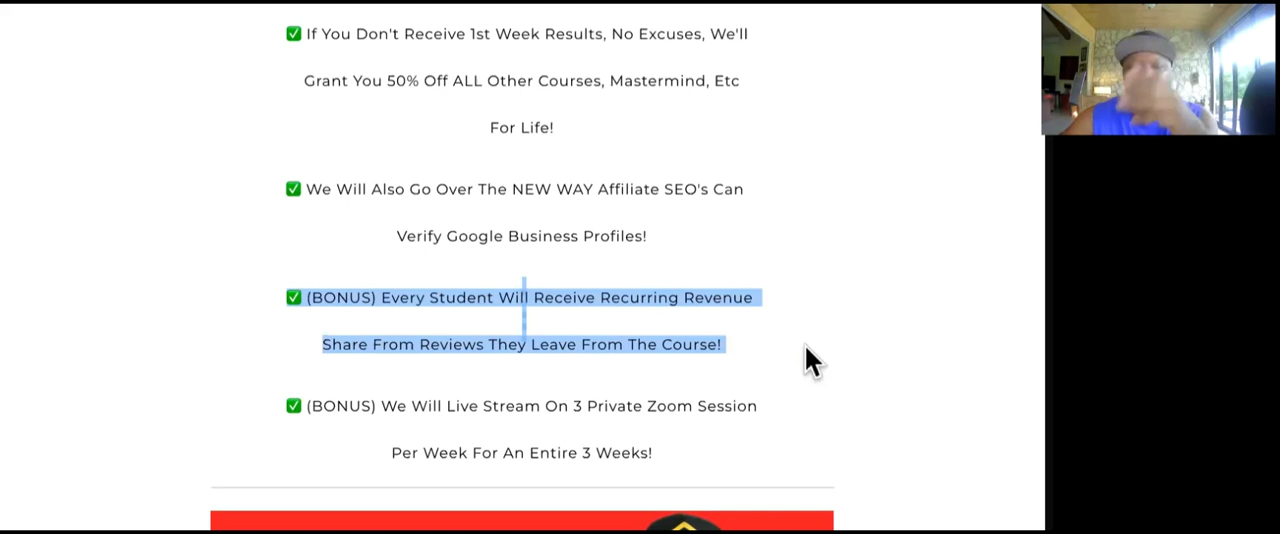 ✅ If You Don't Receive 1st Week Results, No Excuses, We'll
Grant You 50% Off ALL Other Courses, Mastermind, Etc
For Life!
✅ We Will Also Go Over The NEW WAY Affiliate SEO's Can
Verify Google Business Profiles!
✅ (BONUS) Every Student Will Receive Recurring Revenue
Share From Reviews They Leave From The Course!
✅ (BONUS) We Will Live Stream On 3 Private Zoom Session
Per Week For An Entire 3 Weeks!